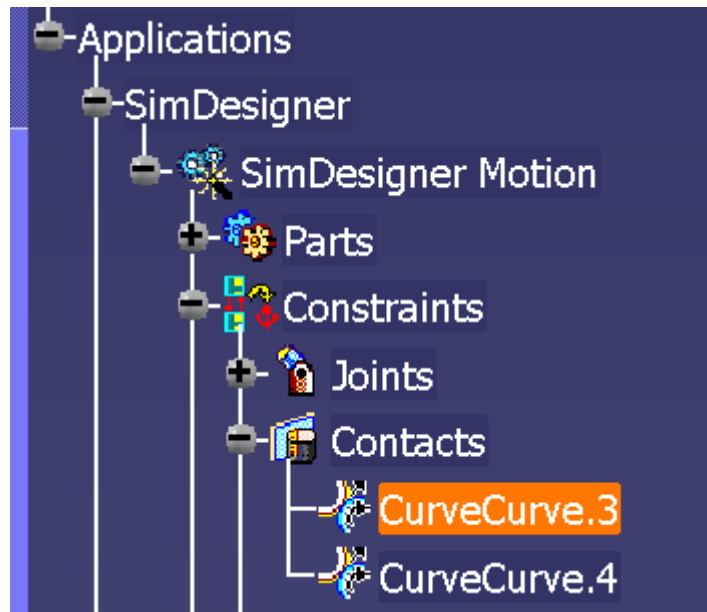 Applications
SimDesigner
SimDesigner Motion
Parts
Constraints
Joints
Contacts
CurveCurve.3
CurveCurve.4